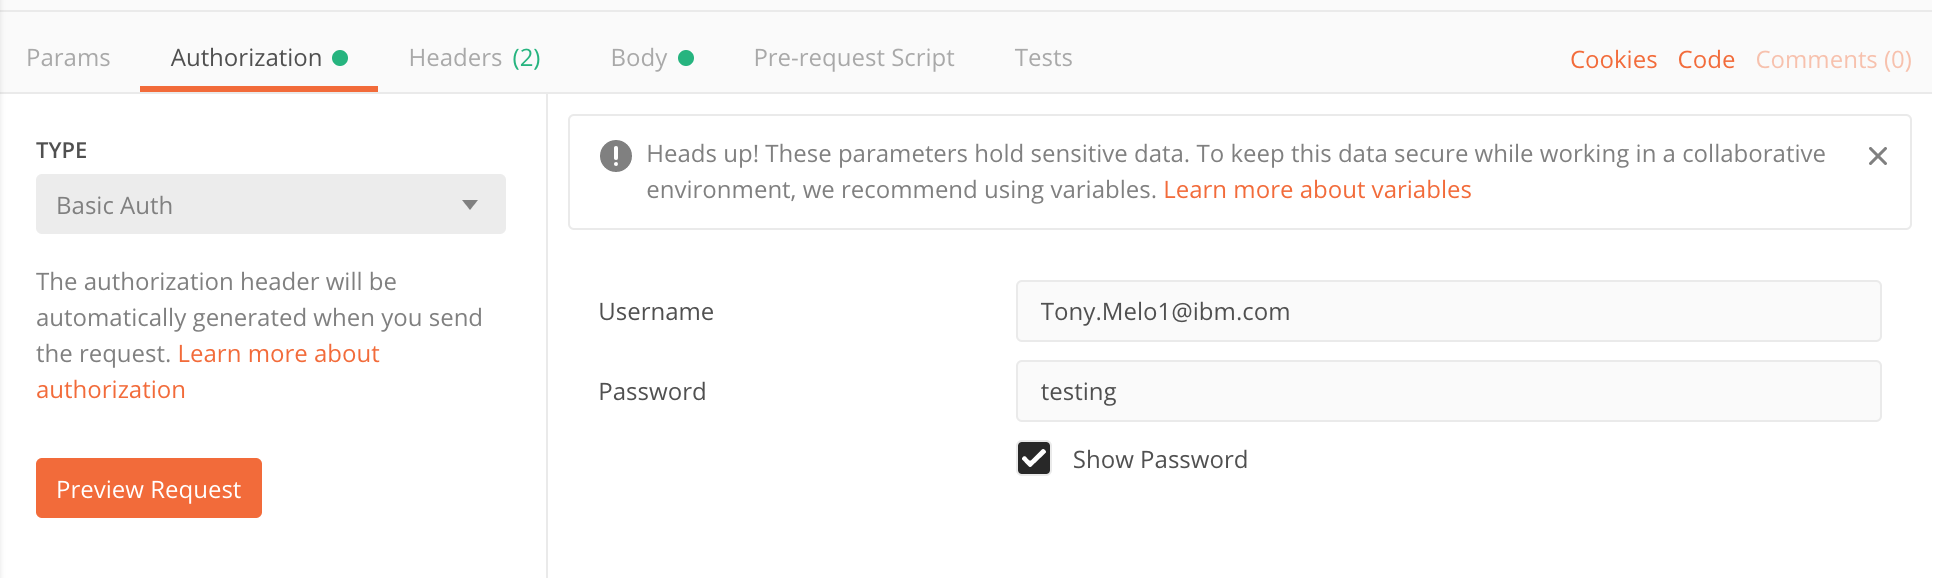 Params Authorization Headers (2) Body Pre-request Script Tests Cookies Code Comments (0)
TYPE
Basic Auth
The authorization header will be
automatically generated when you send
the request. Learn more about
authorization
Preview Request
Heads up! These parameters hold sensitive data. To keep this data secure while working in a collaborative
environment, we recommend using variables. Learn more about variables
Username Tony.Melo1@ibm.com
Password testing
Show Password